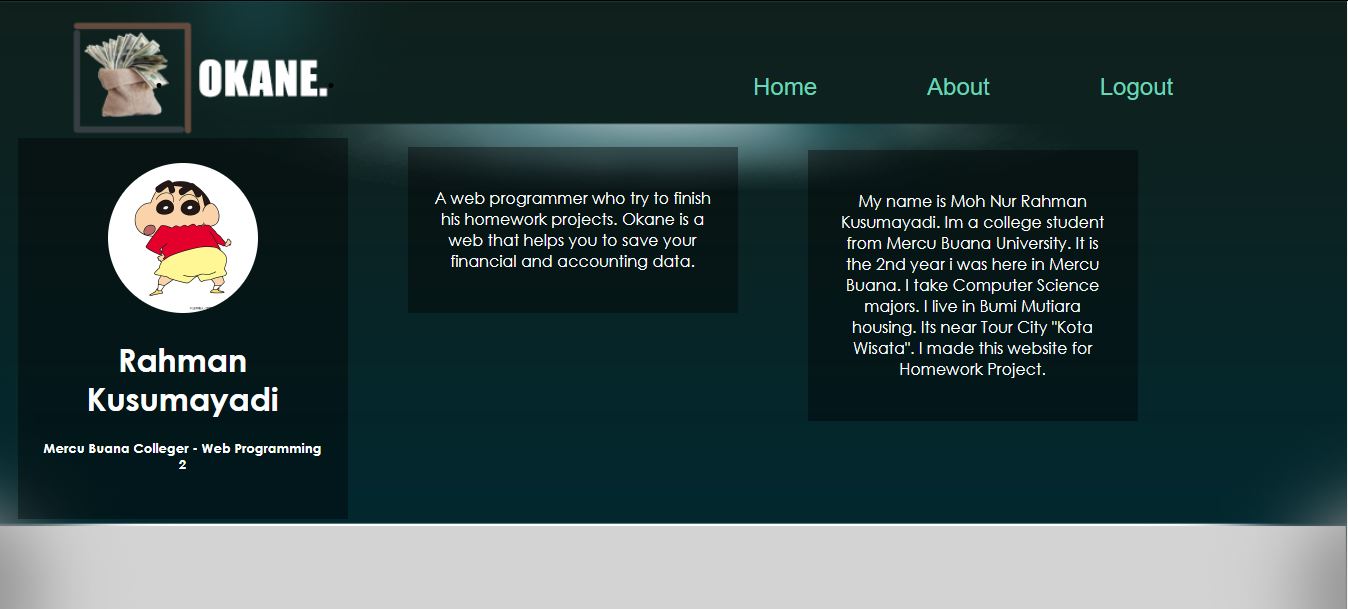 OKANE.
Home About Logout
Rahman
Kusumayadi
Mercu Buana Colleger - Web Programming
2
A web programmer who try to finish
his homework projects. Okane is a
web that helps you to save your
financial and accounting data.
My name is Moh Nur Rahman
Kusumayadi. Im a college student
from Mercu Buana University. It is
the 2nd year i was here in Mercu
Buana. I take Computer Science
majors. I live in Bumi Mutiara
housing. Its near Tour City "Kota
Wisata". I made this website for
Homework Project.